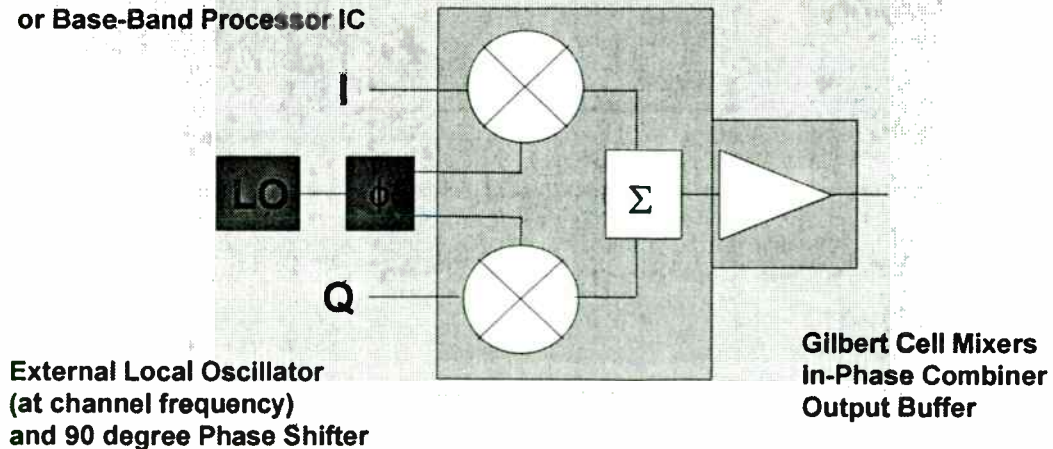 or Base-Band Processor IC
I
LO
ϕ
Σ
Q
External Local Oscillator
(at channel frequency)
and 90 degree Phase Shifter
Gilbert Cell Mixers
In-Phase Combiner
Output Buffer